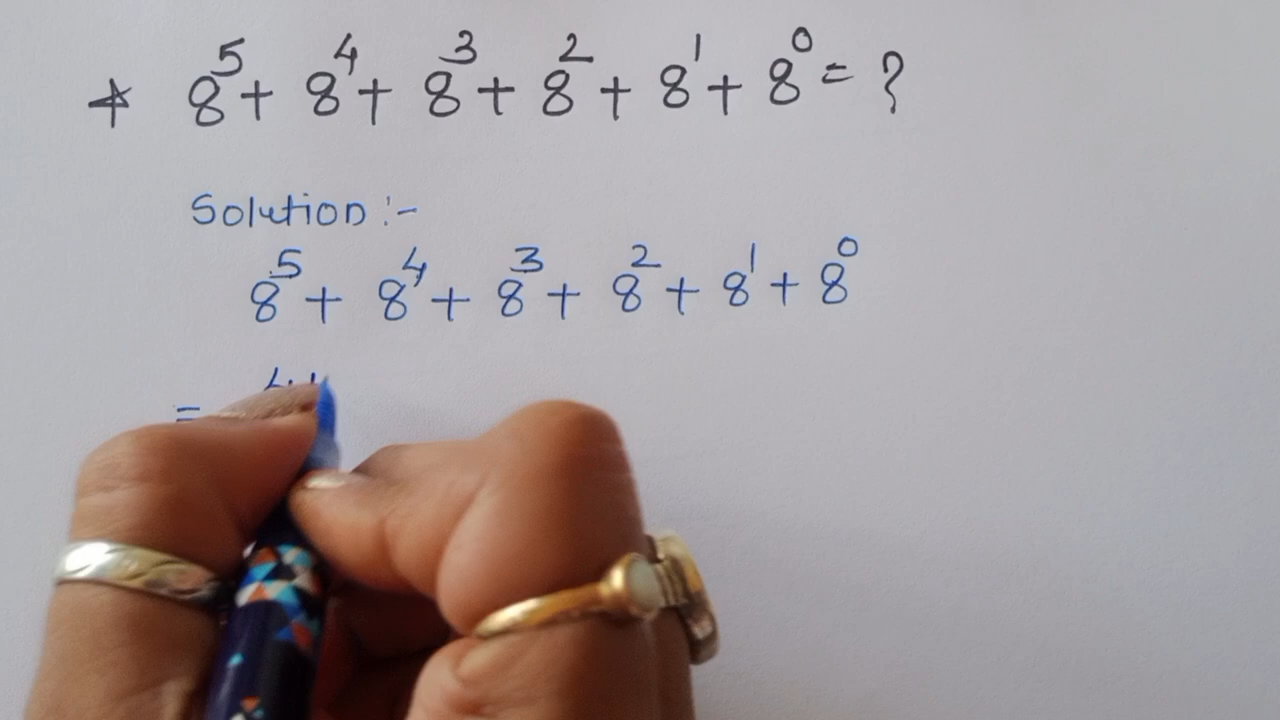 * 8⁵ + 8⁴ + 8³ + 8² + 8¹ + 8⁰ = ?
Solution :-
8⁵ + 8⁴ + 8³ + 8² + 8¹ + 8⁰
=